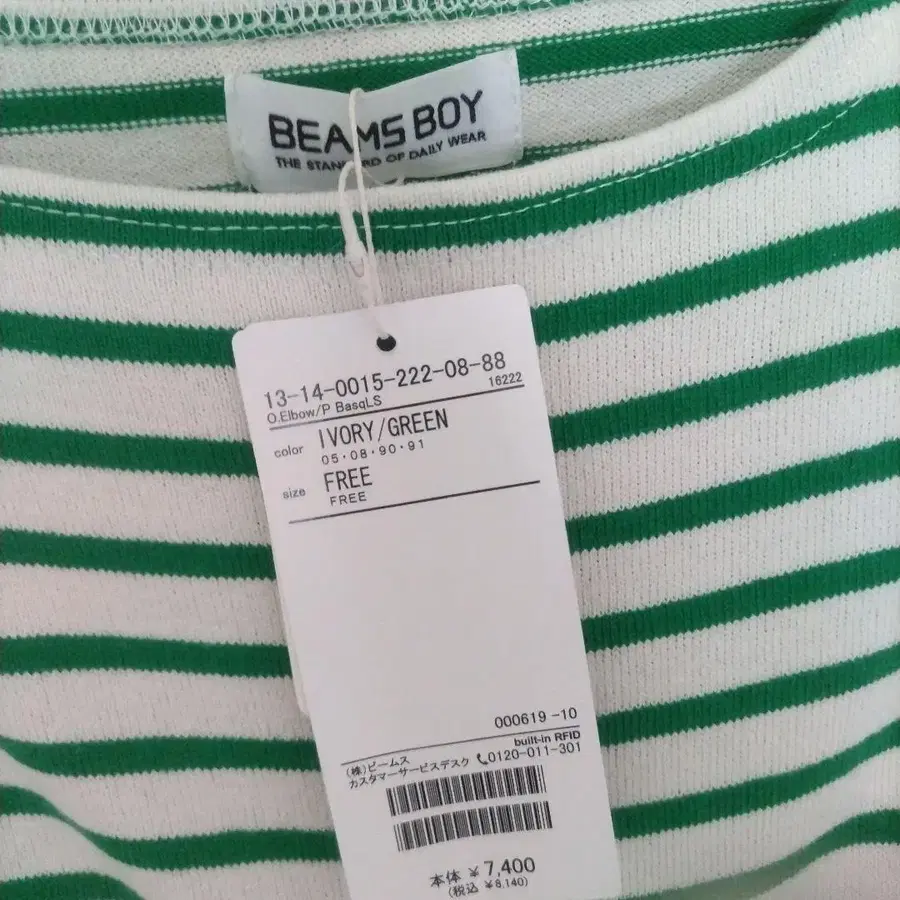 BEAMS BOY
THE STANDARD OF DAILY WEAR
13-14-0015-222-08-88
O.Elbow/P BasqLS 16222
color IVORY/GREEN
05・08・90・91
size FREE
FREE
000619 -10
built-in RFID
(株)ビームス
カスタマーサービスデスク 📞0120-011-301
本体 ¥7,400
(税込 ¥8,140)